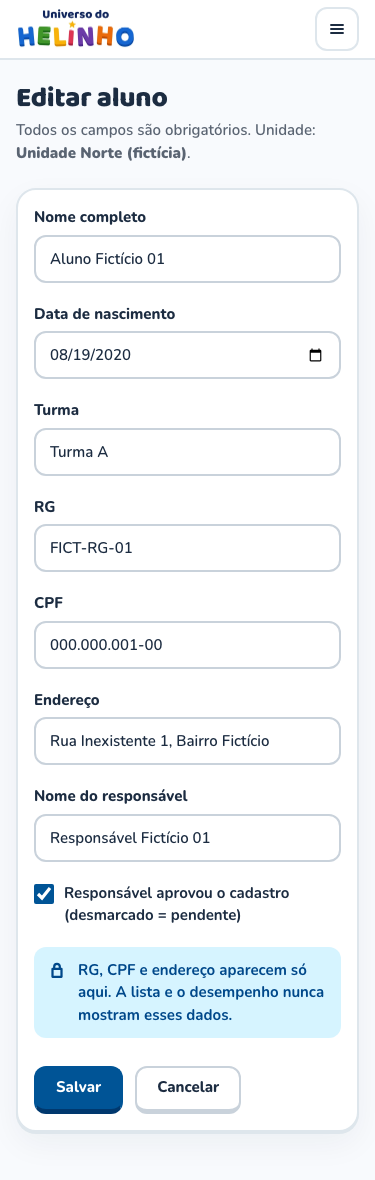 Universo do
HELINHO
Editar aluno
Todos os campos são obrigatórios. Unidade:
Unidade Norte (fictícia).
Nome completo
Aluno Fictício 01
Data de nascimento
08/19/2020
Turma
Turma A
RG
FICT-RG-01
CPF
000.000.001-00
Endereço
Rua Inexistente 1, Bairro Fictício
Nome do responsável
Responsável Fictício 01
Responsável aprovou o cadastro
(desmarcado = pendente)
RG, CPF e endereço aparecem só
aqui. A lista e o desempenho nunca
mostram esses dados.
Salvar
Cancelar